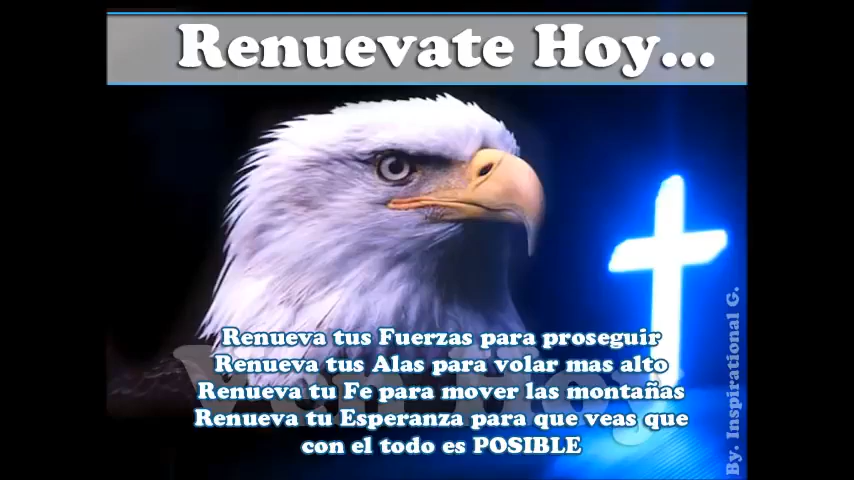 Renuevate Hoy...
Renueva tus Fuerzas para proseguir
Renueva tus Alas para volar mas alto
Renueva tu Fe para mover las montañas
Renueva tu Esperanza para que veas que
con el todo es POSIBLE
By. Inspirational G.